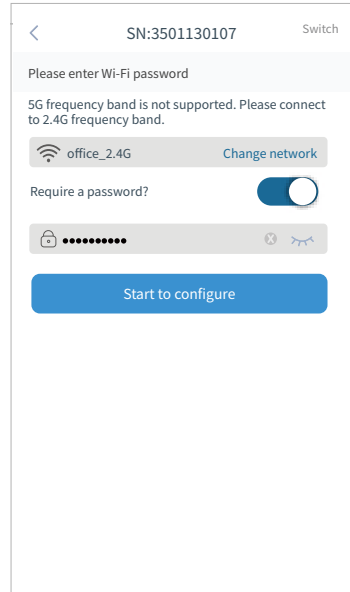 SN:3501130107
Switch
Please enter Wi-Fi password
5G frequency band is not supported. Please connect
to 2.4G frequency band.
office_2.4G
Change network
Require a password?
••••••••••
Start to configure